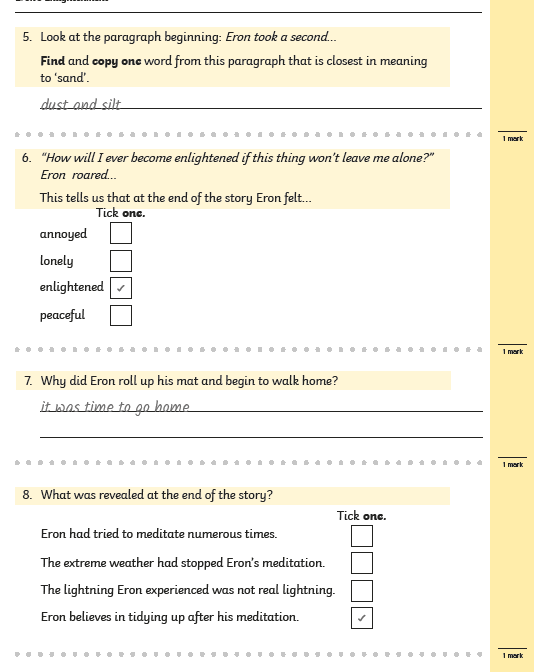 5. Look at the paragraph beginning: Eron took a second...
Find and copy one word from this paragraph that is closest in meaning
to ‘sand’.
dust and silt
1 mark
6. “How will I ever become enlightened if this thing won’t leave me alone?”
Eron roared...
This tells us that at the end of the story Eron felt...
Tick one.
annoyed
lonely
enlightened ✓
peaceful
1 mark
7. Why did Eron roll up his mat and begin to walk home?
it was time to go home
1 mark
8. What was revealed at the end of the story?
Tick one.
Eron had tried to meditate numerous times.
The extreme weather had stopped Eron’s meditation.
The lightning Eron experienced was not real lightning.
Eron believes in tidying up after his meditation. ✓
1 mark